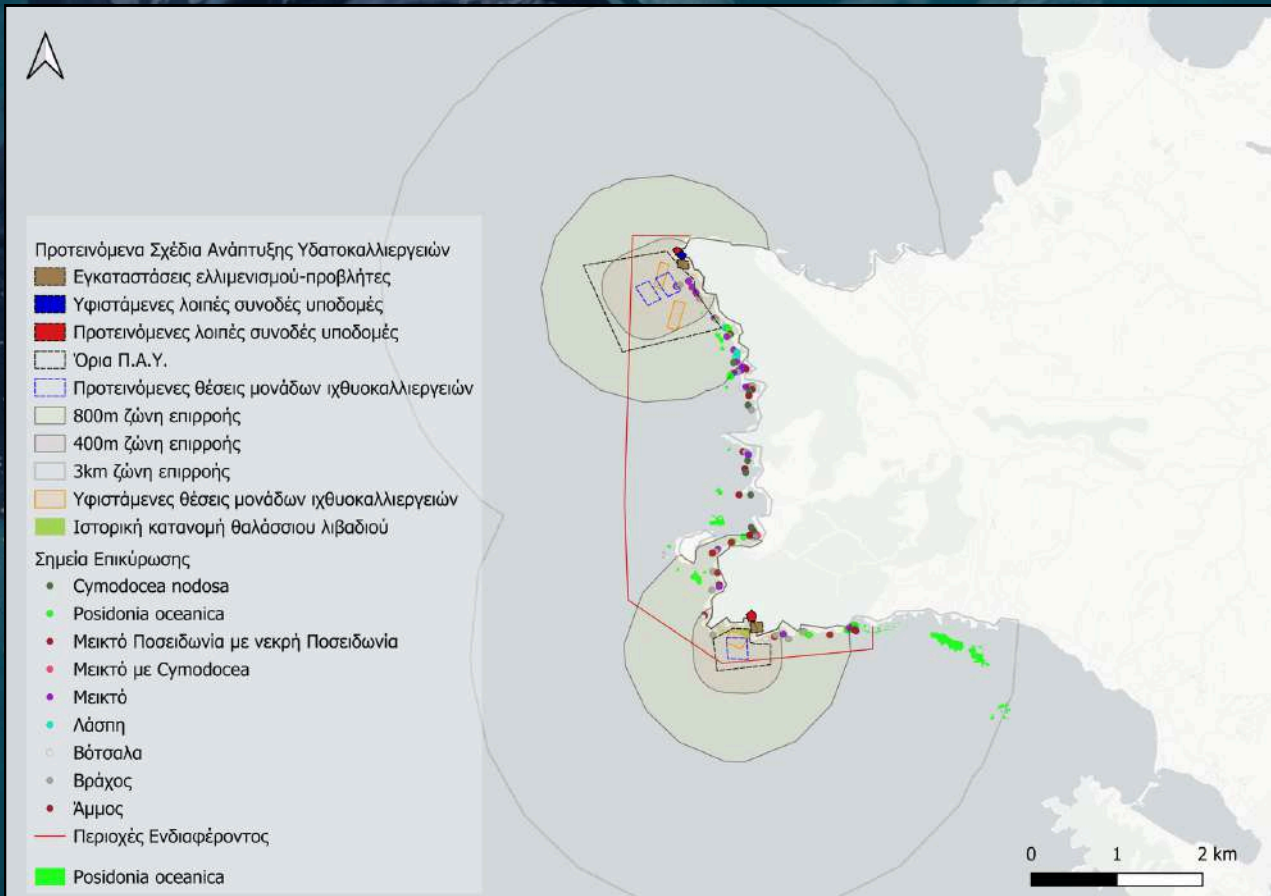 Προτεινόμενα Σχέδια Ανάπτυξης Υδατοκαλλιεργειών
Εγκαταστάσεις ελλιμενισμού-προβλήτες
Υφιστάμενες λοιπές συνοδές υποδομές
Προτεινόμενες λοιπές συνοδές υποδομές
Όρια Π.Α.Υ.
Προτεινόμενες θέσεις μονάδων ιχθυοκαλλιεργειών
800m ζώνη επιρροής
400m ζώνη επιρροής
3km ζώνη επιρροής
Υφιστάμενες θέσεις μονάδων ιχθυοκαλλιεργειών
Ιστορική κατανομή θαλάσσιου λιβαδιού
Σημεία Επικύρωσης
Cymodocea nodosa
Posidonia oceanica
Μεικτό Ποσειδωνία με νεκρή Ποσειδωνία
Μεικτό με Cymodocea
Μεικτό
Λάσπη
Βότσαλα
Βράχος
Άμμος
Περιοχές Ενδιαφέροντος
Posidonia oceanica
0 1 2 km